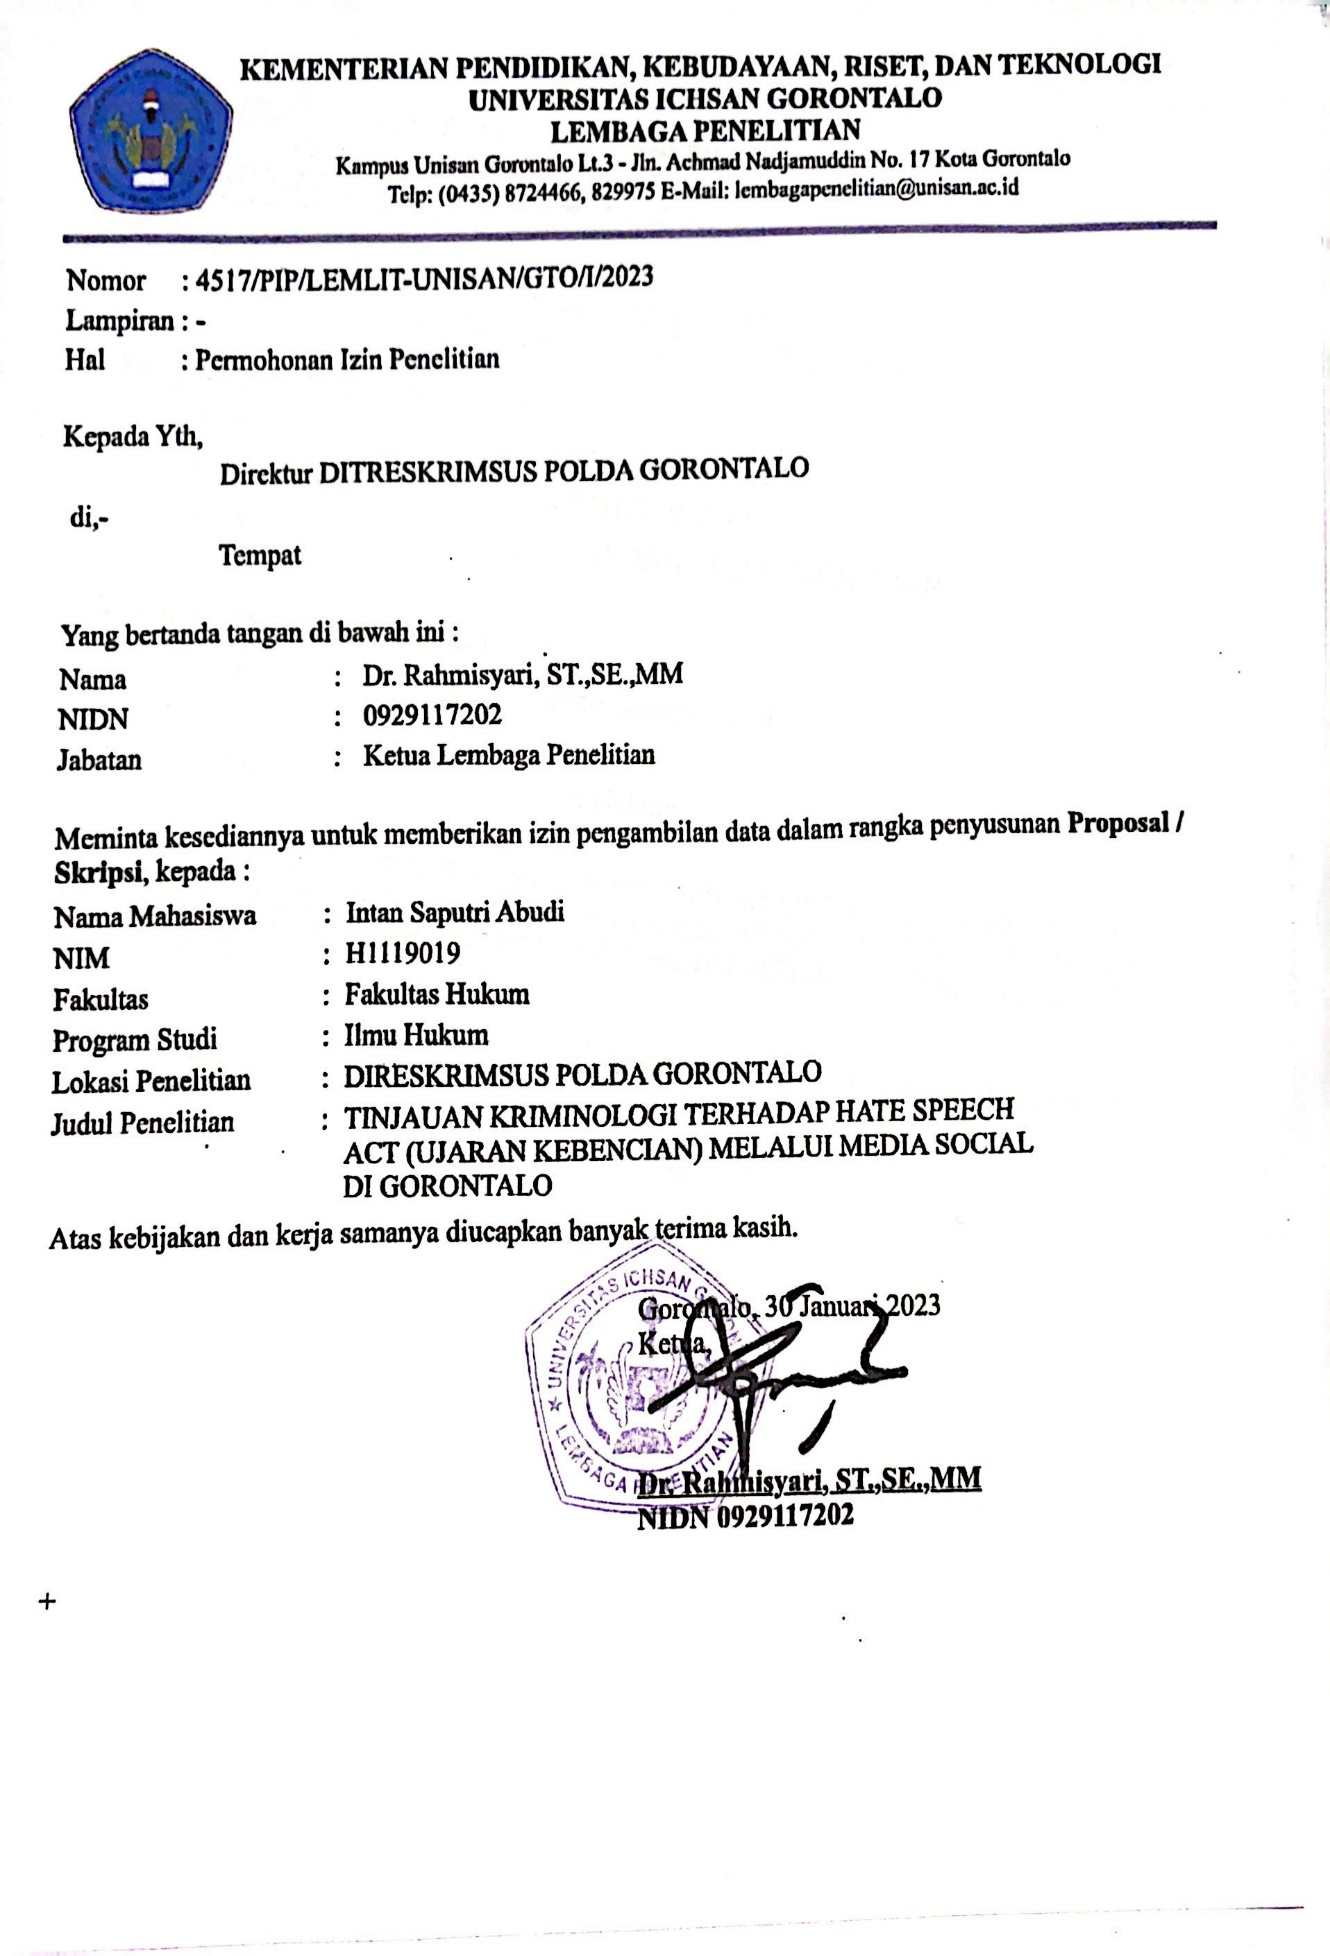 KEMENTERIAN PENDIDIKAN, KEBUDAYAAN, RISET, DAN TEKNOLOGI
UNIVERSITAS ICHSAN GORONTALO
LEMBAGA PENELITIAN
Kampus Unisan Gorontalo Lt.3 - Jln. Achmad Nadjamuddin No. 17 Kota Gorontalo
Telp: (0435) 8724466, 829975 E-Mail: lembagapenelitian@unisan.ac.id
Nomor : 4517/PIP/LEMLIT-UNISAN/GTO/I/2023
Lampiran : -
Hal : Permohonan Izin Penelitian
Kepada Yth,
Direktur DITRESKRIMSUS POLDA GORONTALO
di,-
Tempat
Yang bertanda tangan di bawah ini :
Nama : Dr. Rahmisyari, ST.,SE.,MM
NIDN : 0929117202
Jabatan : Ketua Lembaga Penelitian
Meminta kesediannya untuk memberikan izin pengambilan data dalam rangka penyusunan Proposal /
Skripsi, kepada :
Nama Mahasiswa : Intan Saputri Abudi
NIM : H1119019
Fakultas : Fakultas Hukum
Program Studi : Ilmu Hukum
Lokasi Penelitian : DIRESKRIMSUS POLDA GORONTALO
Judul Penelitian : TINJAUAN KRIMINOLOGI TERHADAP HATE SPEECH
ACT (UJARAN KEBENCIAN) MELALUI MEDIA SOCIAL
DI GORONTALO
Atas kebijakan dan kerja samanya diucapkan banyak terima kasih.
UNIVERSITAS ICHSAN
LEMBAGA
Gorontalo, 30 Januari 2023
Ketua,
Dr. Rahmisyari, ST.,SE.,MM
NIDN 0929117202
+